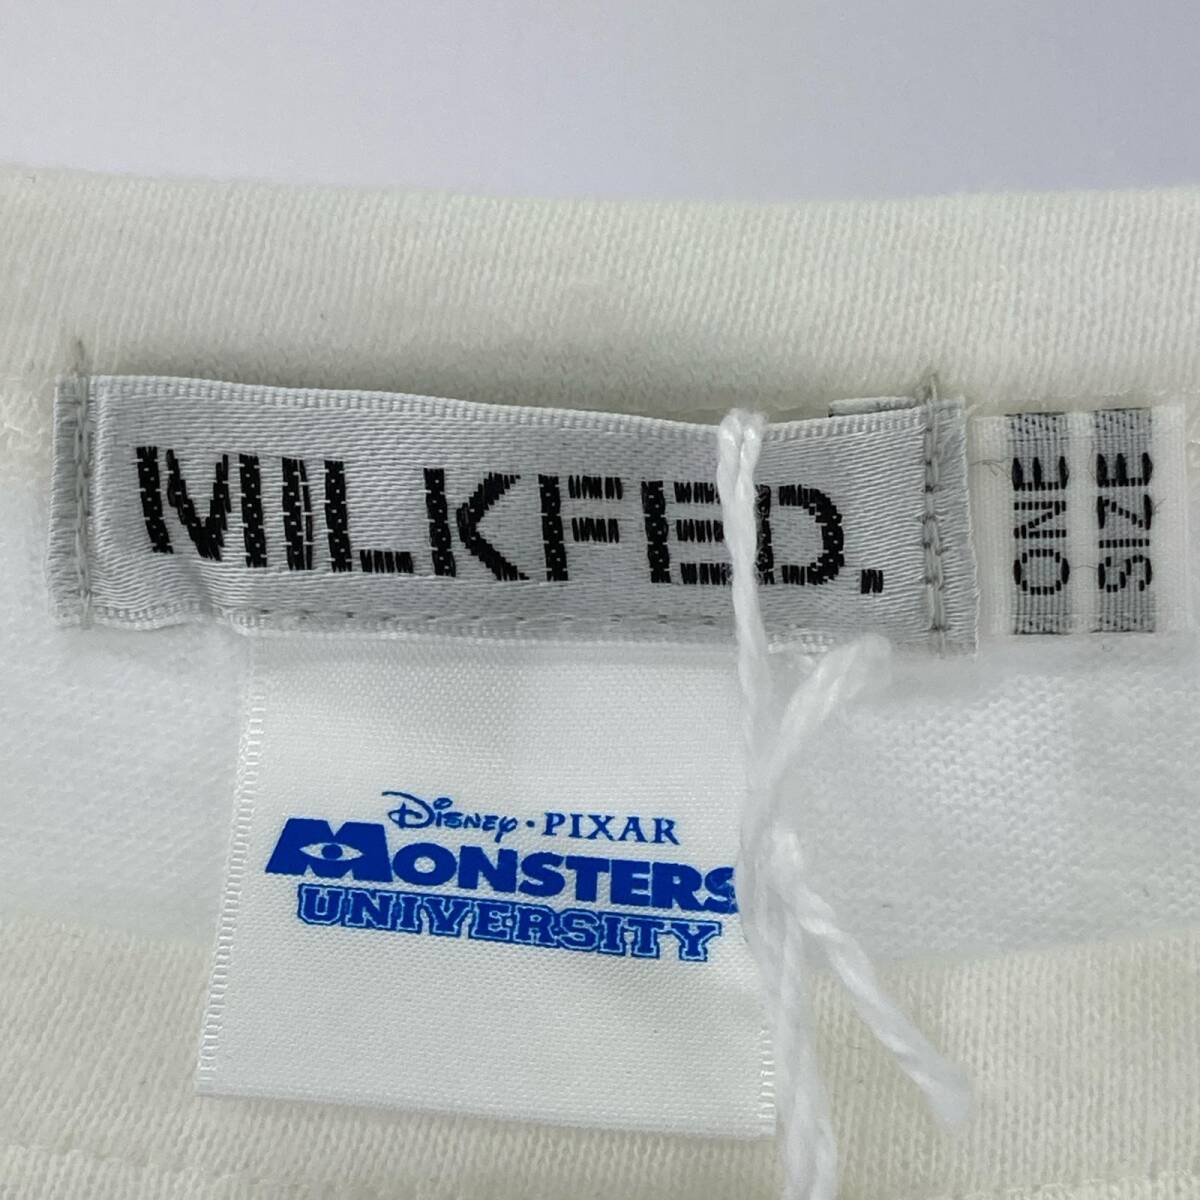 MILKFED.
ONE
SIZE
Disney · PIXAR
MONSTERS
UNIVERSITY